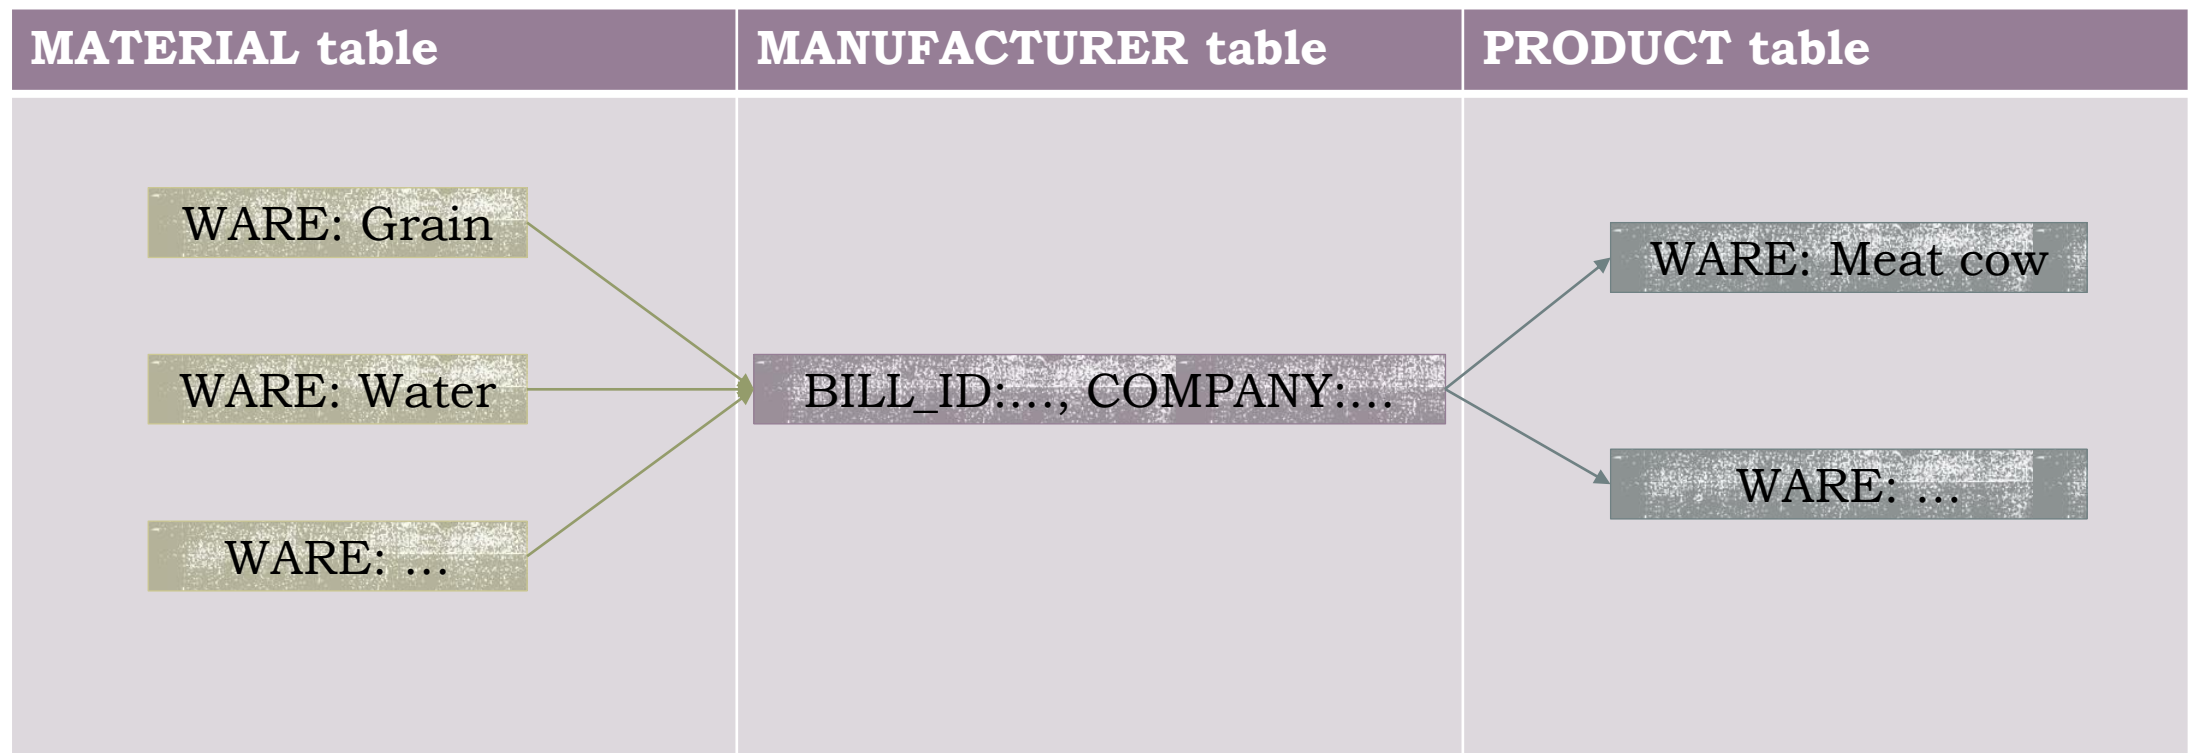 MATERIAL table
MANUFACTURER table
PRODUCT table
WARE: Grain
WARE: Water
WARE: …
BILL_ID:…, COMPANY:…
WARE: Meat cow
WARE: …